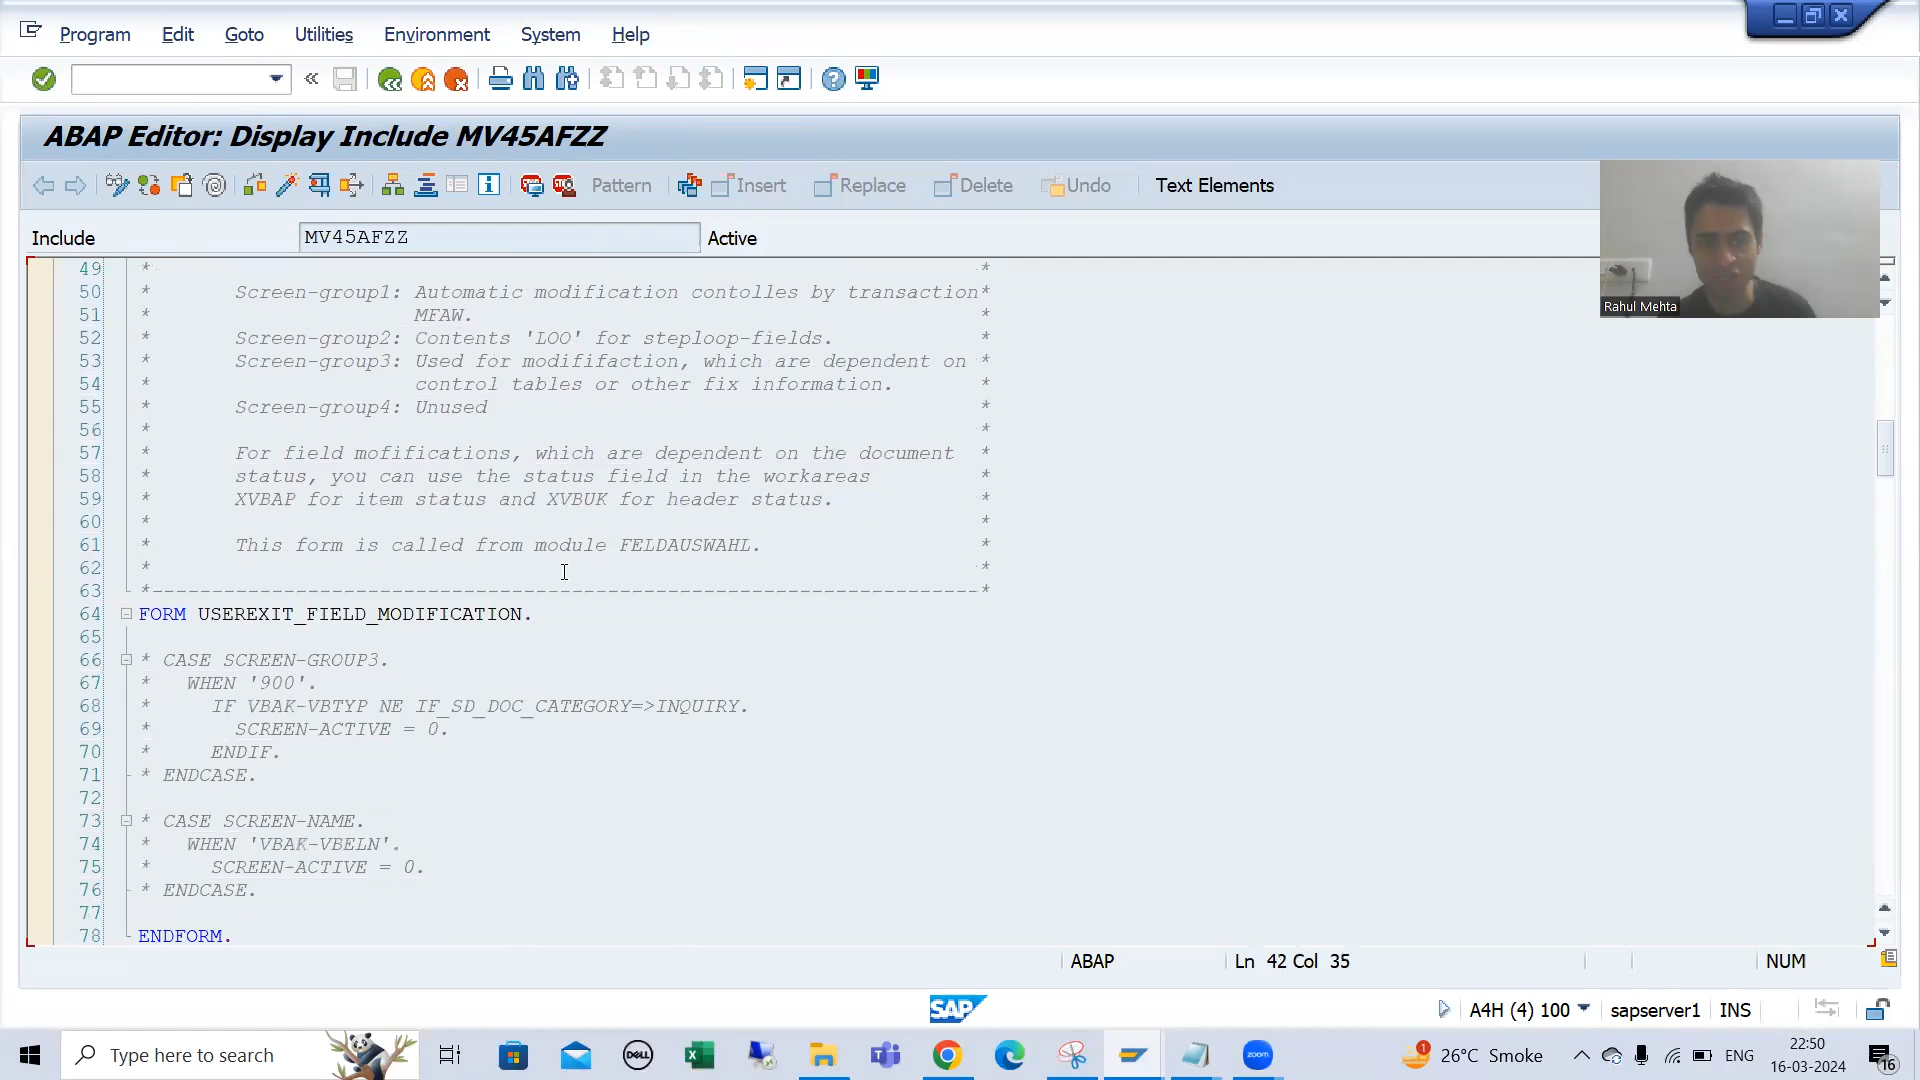 Program Edit Goto Utilities Environment System Help
ABAP Editor: Display Include MV45AFZZ
Pattern Insert Replace Delete Undo Text Elements
Include MV45AFZZ Active
Rahul Mehta
49 * *
50 * Screen-group1: Automatic modification contolles by transaction*
51 * MFAW. *
52 * Screen-group2: Contents 'LOO' for steploop-fields. *
53 * Screen-group3: Used for modififaction, which are dependent on *
54 * control tables or other fix information. *
55 * Screen-group4: Unused *
56 * *
57 * For field mofifications, which are dependent on the document *
58 * status, you can use the status field in the workareas *
59 * XVBAP for item status and XVBUK for header status. *
60 * *
61 * This form is called from module FELDAUSWAHL. *
62 * *
63 *---------------------------------------------------------------------*
64 FORM USEREXIT_FIELD_MODIFICATION.
65
66 * CASE SCREEN-GROUP3.
67 * WHEN '900'.
68 * IF VBAK-VBTYP NE IF_SD_DOC_CATEGORY=>INQUIRY.
69 * SCREEN-ACTIVE = 0.
70 * ENDIF.
71 * ENDCASE.
72
73 * CASE SCREEN-NAME.
74 * WHEN 'VBAK-VBELN'.
75 * SCREEN-ACTIVE = 0.
76 * ENDCASE.
77
78 ENDFORM.
ABAP Ln 42 Col 35 NUM
SAP A4H (4) 100 sapserver1 INS
Type here to search DELL zoom 26°C Smoke ENG 22:50
16-03-2024 16